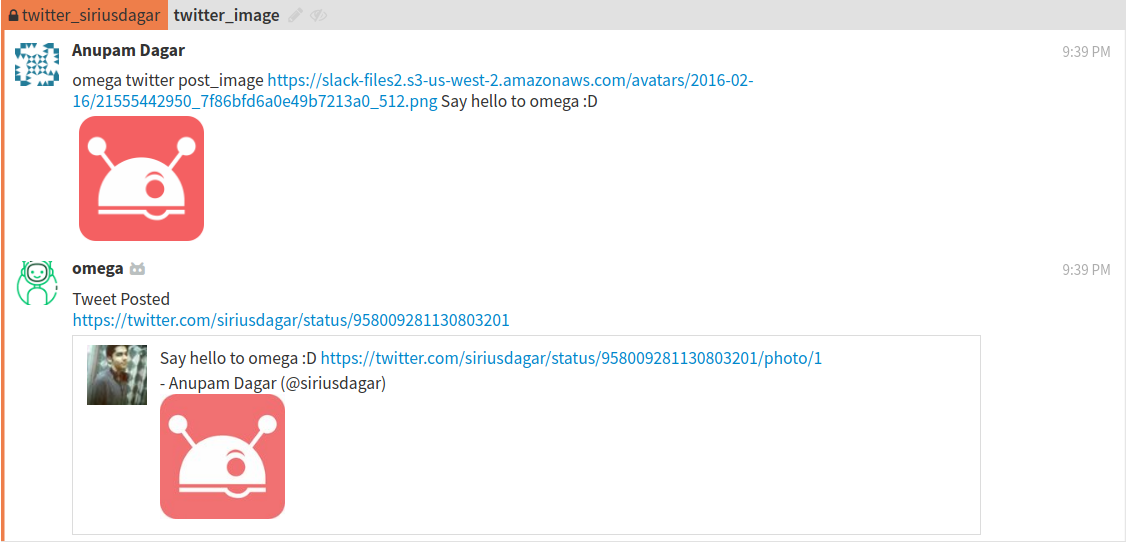 twitter_siriusdagar twitter_image
Anupam Dagar 9:39 PM
omega twitter post_image https://slack-files2.s3-us-west-2.amazonaws.com/avatars/2016-02-
16/21555442950_7f86bfd6a0e49b7213a0_512.png Say hello to omega :D
omega 9:39 PM
Tweet Posted
https://twitter.com/siriusdagar/status/958009281130803201
Say hello to omega :D https://twitter.com/siriusdagar/status/958009281130803201/photo/1
- Anupam Dagar (@siriusdagar)